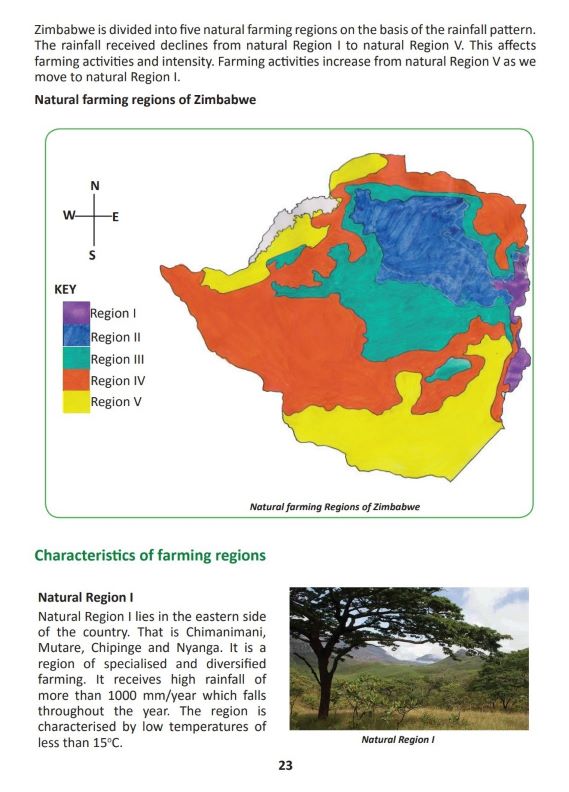 Zimbabwe is divided into five natural farming regions on the basis of the rainfall pattern.
The rainfall received declines from natural Region I to natural Region V. This affects
farming activities and intensity. Farming activities increase from natural Region V as we
move to natural Region I.
Natural farming regions of Zimbabwe
N
W E
S
KEY
Region I
Region II
Region III
Region IV
Region V
Natural farming Regions of Zimbabwe
Characteristics of farming regions
Natural Region I
Natural Region I lies in the eastern side
of the country. That is Chimanimani,
Mutare, Chipinge and Nyanga. It is a
region of specialised and diversified
farming. It receives high rainfall of
more than 1000 mm/year which falls
throughout the year. The region is
characterised by low temperatures of
less than 15°C.
Natural Region I
23